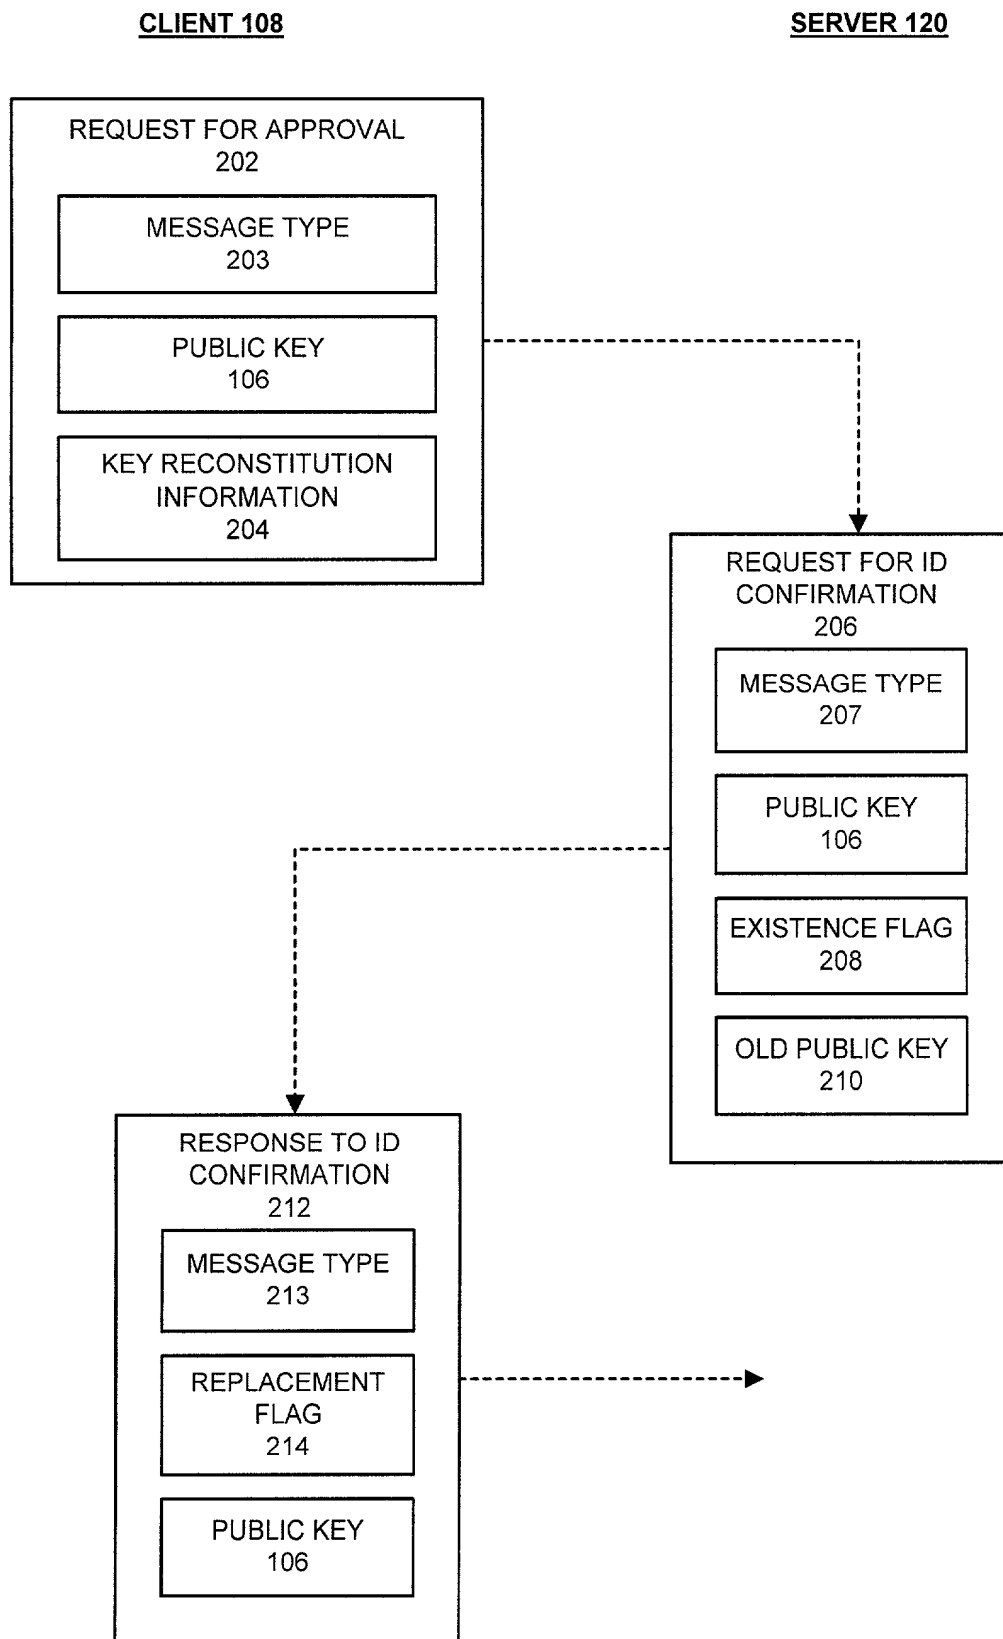 CLIENT 108
SERVER 120
REQUEST FOR APPROVAL
202
MESSAGE TYPE
203
PUBLIC KEY
106
KEY RECONSTITUTION
INFORMATION
204
REQUEST FOR ID
CONFIRMATION
206
MESSAGE TYPE
207
PUBLIC KEY
106
EXISTENCE FLAG
208
OLD PUBLIC KEY
210
RESPONSE TO ID
CONFIRMATION
212
MESSAGE TYPE
213
REPLACEMENT
FLAG
214
PUBLIC KEY
106